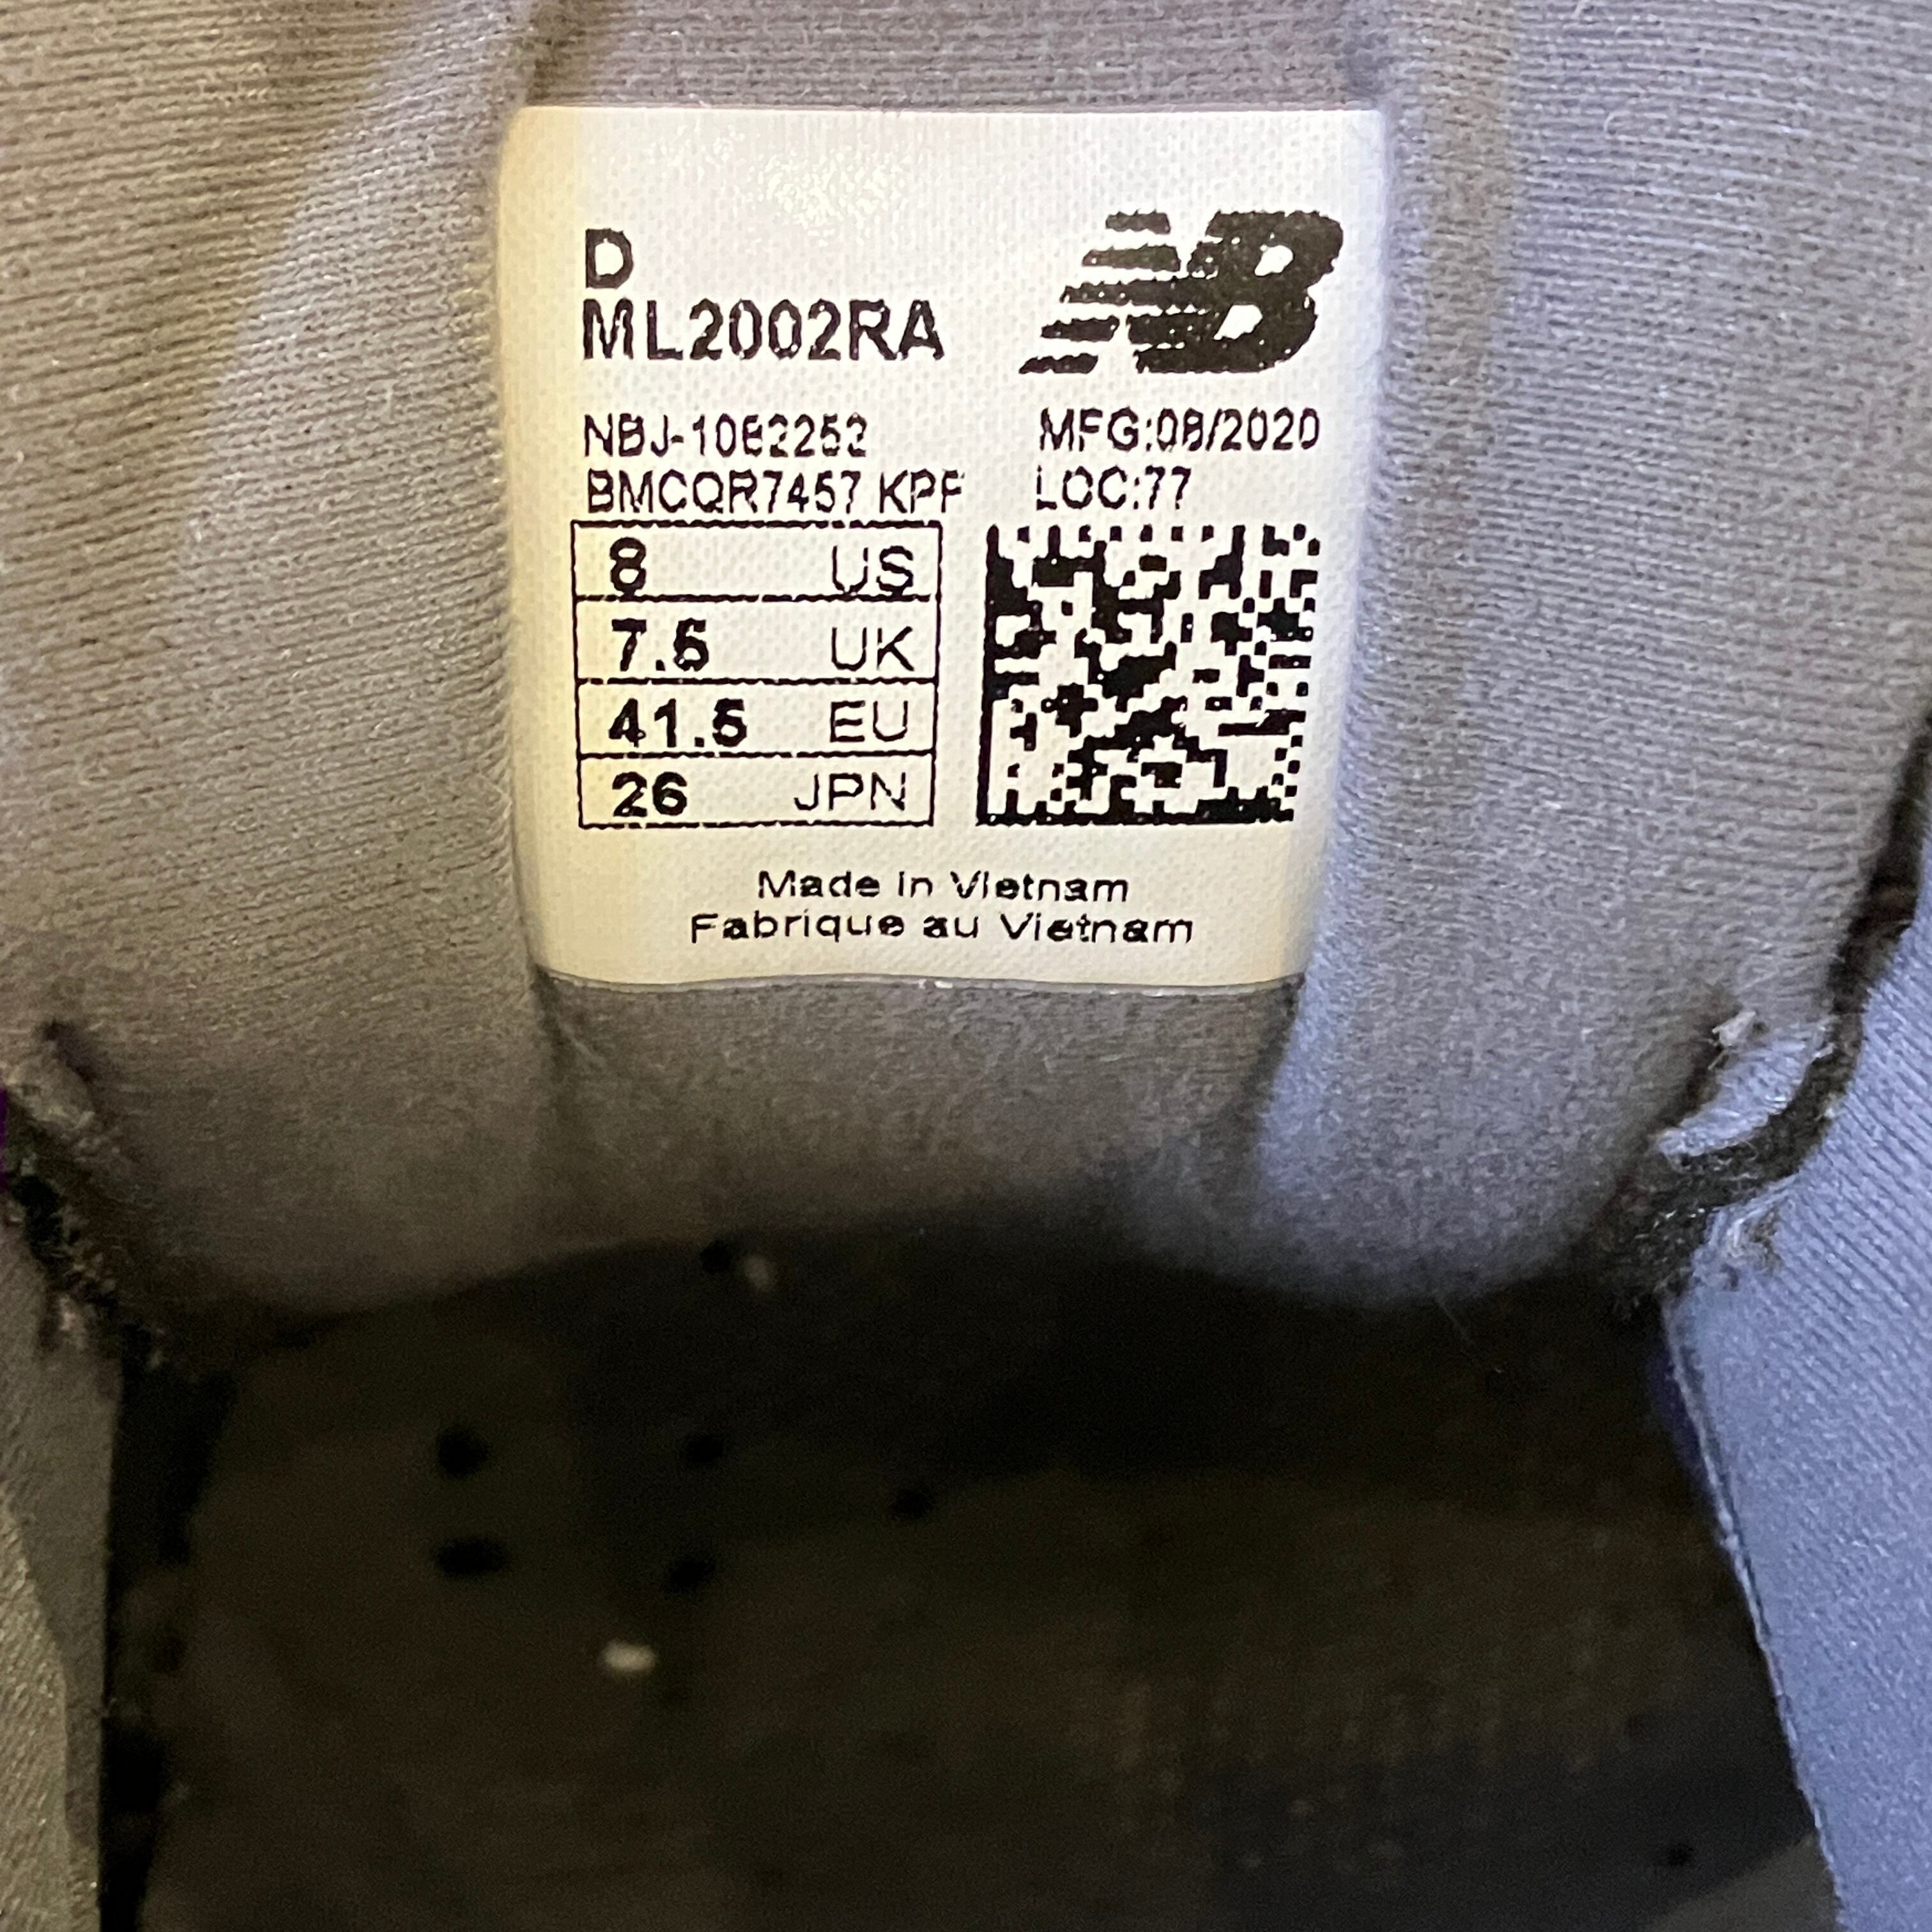 D
ML2002RA
NB
NBJ-1062252
MFG:08/2020
BMCQR7457 KPF
LOC:77
8 US
7.5 UK
41.5 EU
26 JPN
Made in Vietnam
Fabrique au Vietnam